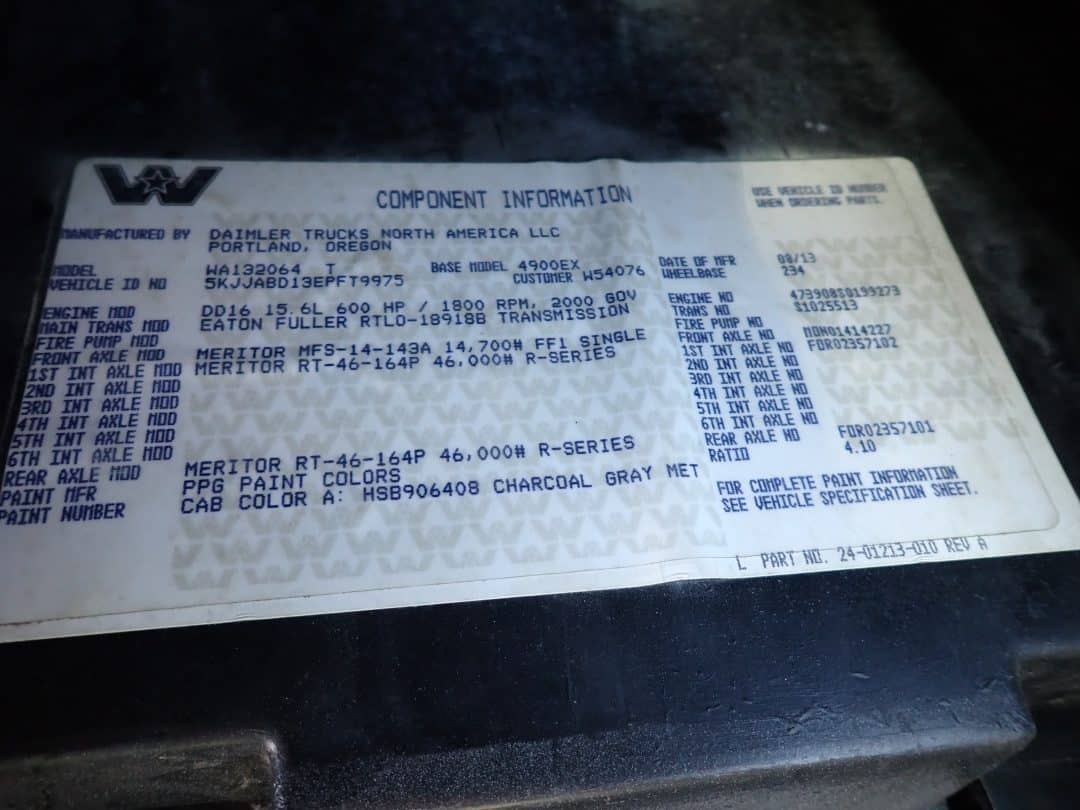 COMPONENT INFORMATION
USE VEHICLE ID NUMBER
WHEN ORDERING PARTS.
MANUFACTURED BY DAIMLER TRUCKS NORTH AMERICA LLC
PORTLAND, OREGON
MODEL WA132064 T BASE MODEL 4900EX DATE OF MFR 08/13
VEHICLE ID NO 5KJJABD13EPFT9975 CUSTOMER W54076 WHEELBASE 234
ENGINE MOD DD16 15.6L 600 HP / 1800 RPM, 2000 GOV ENGINE NO 473908S0199273
MAIN TRANS MOD EATON FULLER RTLO-18918B TRANSMISSION TRANS NO S1025513
FIRE PUMP MOD FIRE PUMP NO
FRONT AXLE MOD MERITOR MFS-14-143A 14,700# FF1 SINGLE FRONT AXLE NO MON01414227
1ST INT AXLE MOD MERITOR RT-46-164P 46,000# R-SERIES 1ST INT AXLE NO FOR02357102
2ND INT AXLE MOD 2ND INT AXLE NO
3RD INT AXLE MOD 3RD INT AXLE NO
4TH INT AXLE MOD 4TH INT AXLE NO
5TH INT AXLE MOD 5TH INT AXLE NO
6TH INT AXLE MOD 6TH INT AXLE NO
REAR AXLE MOD MERITOR RT-46-164P 46,000# R-SERIES REAR AXLE NO FOR02357101
PAINT MFR PPG PAINT COLORS RATIO 4.10
PAINT NUMBER CAB COLOR A: HSB906408 CHARCOAL GRAY MET
FOR COMPLETE PAINT INFORMATION
SEE VEHICLE SPECIFICATION SHEET.
L PART NO. 24-01213-010 REV A